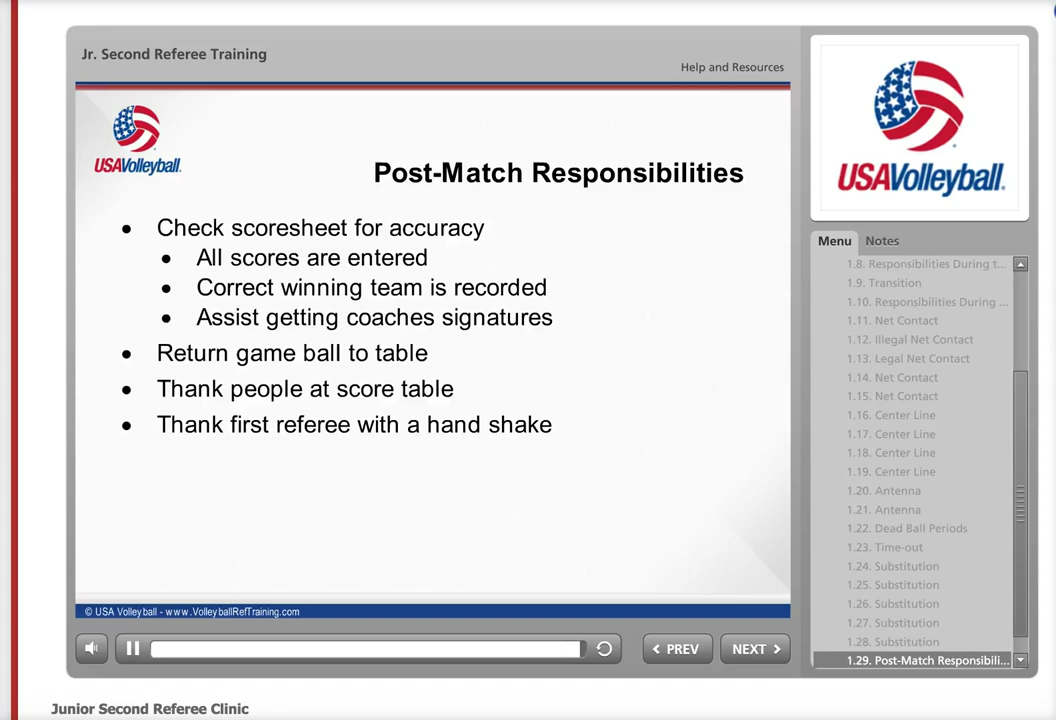 Jr. Second Referee Training
Help and Resources
USAVolleyball.
Post-Match Responsibilities
• Check scoresheet for accuracy
• All scores are entered
• Correct winning team is recorded
• Assist getting coaches signatures
• Return game ball to table
• Thank people at score table
• Thank first referee with a hand shake
© USA Volleyball - www.VolleyballRefTraining.com
< PREV
NEXT >
USAVolleyball.
Menu Notes
1.8. Responsibilities During t...
1.9. Transition
1.10. Responsibilities During ...
1.11. Net Contact
1.12. Illegal Net Contact
1.13. Legal Net Contact
1.14. Net Contact
1.15. Net Contact
1.16. Center Line
1.17. Center Line
1.18. Center Line
1.19. Center Line
1.20. Antenna
1.21. Antenna
1.22. Dead Ball Periods
1.23. Time-out
1.24. Substitution
1.25. Substitution
1.26. Substitution
1.27. Substitution
1.28. Substitution
1.29. Post-Match Responsibili...
Junior Second Referee Clinic